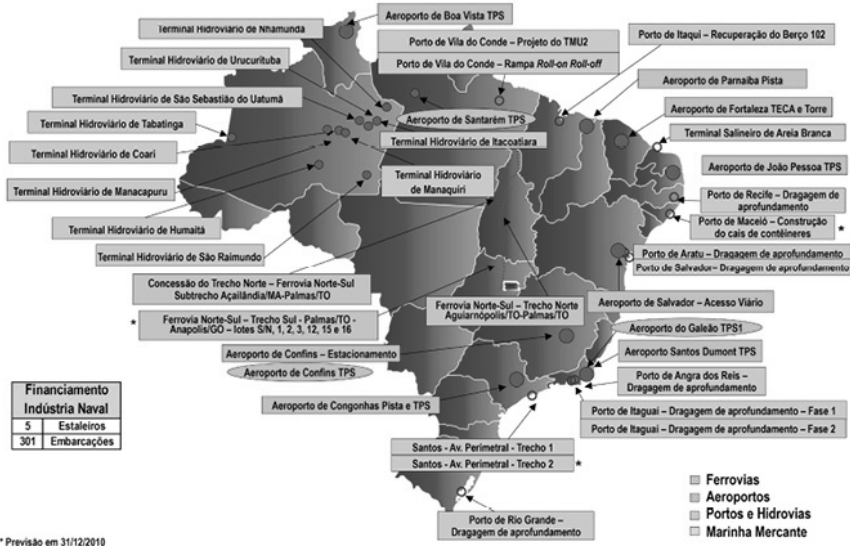 Terminal Hidroviário de Nhamundá
Aeroporto de Boa Vista TPS
Terminal Hidroviário de Urucurituba
Porto de Vila do Conde – Projeto do TMU2
Porto de Vila do Conde – Rampa Roll-on Roll-off
Porto de Itaqui – Recuperação do Berço 102
Terminal Hidroviário de São Sebastião do Uatumã
Aeroporto de Parnaíba Pista
Terminal Hidroviário de Tabatinga
Aeroporto de Santarém TPS
Aeroporto de Fortaleza TECA e Torre
Terminal Hidroviário de Itacoatiara
Terminal Salineiro de Areia Branca
Terminal Hidroviário de Coari
Terminal Hidroviário
de Manaquiri
Aeroporto de João Pessoa TPS
Terminal Hidroviário de Manacapuru
Porto de Recife – Dragagem de
aprofundamento
Terminal Hidroviário de Humaitá
Porto de Maceió – Construção
do cais de contêineres *
Terminal Hidroviário de São Raimundo
Porto de Aratu – Dragagem de aprofundamento
Porto de Salvador– Dragagem de aprofundamento
Concessão do Trecho Norte – Ferrovia Norte-Sul
Subtrecho Açailândia/MA-Palmas/TO
Ferrovia Norte-Sul – Trecho Norte
Aguiarnópolis/TO-Palmas/TO
Aeroporto de Salvador – Acesso Viário
* Ferrovia Norte-Sul – Trecho Sul - Palmas/TO -
Anapolis/GO – lotes S/N, 1, 2, 3, 12, 15 e 16
Aeroporto do Galeão TPS1
Aeroporto de Confins – Estacionamento
Aeroporto Santos Dumont TPS
Aeroporto de Confins TPS
Porto de Angra dos Reis –
Dragagem de aprofundamento
Financiamento
Indústria Naval
5 Estaleiros
301 Embarcações
Aeroporto de Congonhas Pista e TPS
Porto de Itaguaí – Dragagem de aprofundamento – Fase 1
Porto de Itaguaí – Dragagem de aprofundamento – Fase 2
Santos - Av. Perimetral - Trecho 1
Santos - Av. Perimetral - Trecho 2 *
Porto de Rio Grande –
Dragagem de aprofundamento
Ferrovias
Aeroportos
Portos e Hidrovias
Marinha Mercante
* Previsão em 31/12/2010